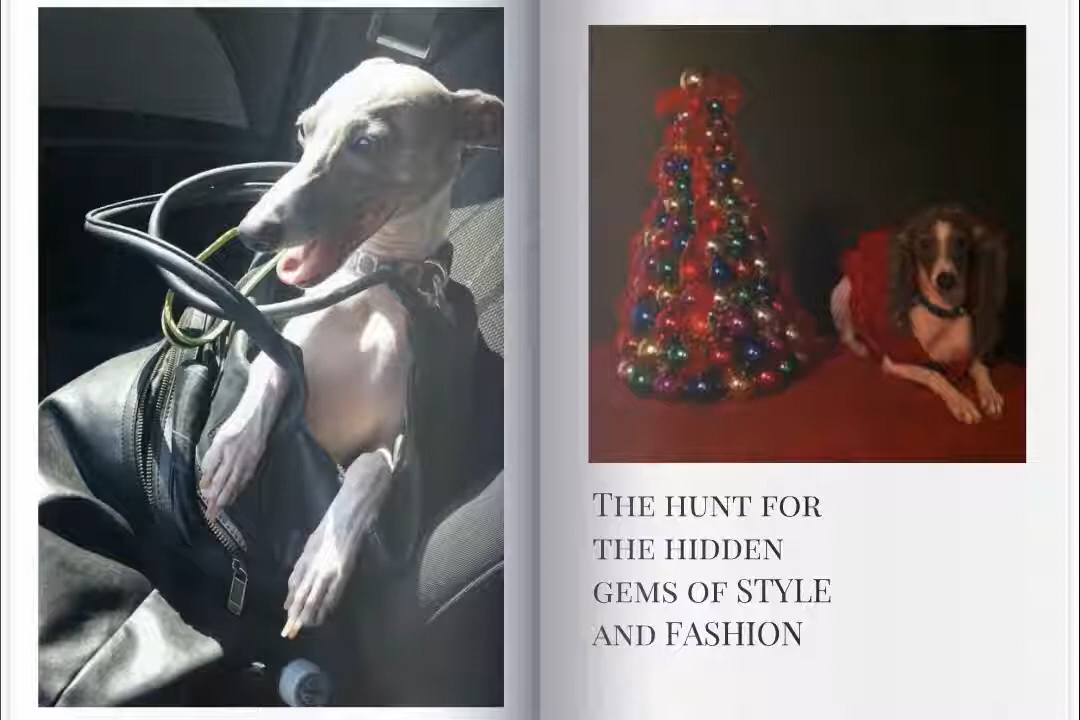 THE HUNT FOR
THE HIDDEN
GEMS OF STYLE
AND FASHION